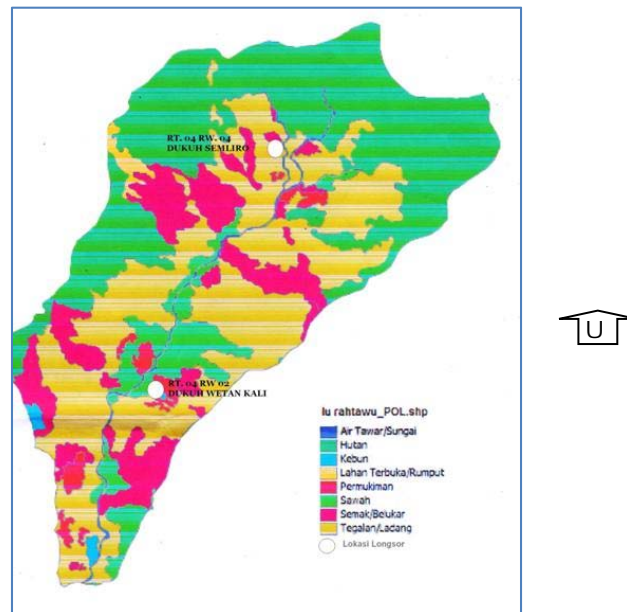 RT. 04 RW. 04
DUKUH SEMLIRO
U
RT. 04 RW 02
DUKUH WETAN KALI
lu rahtawu_POL.shp
Air Tawar/Sungai
Hutan
Kebun
Lahan Terbuka/Rumput
Permukiman
Sawah
Semak/Belukar
Tegalan/Ladang
Lokasi Longsor